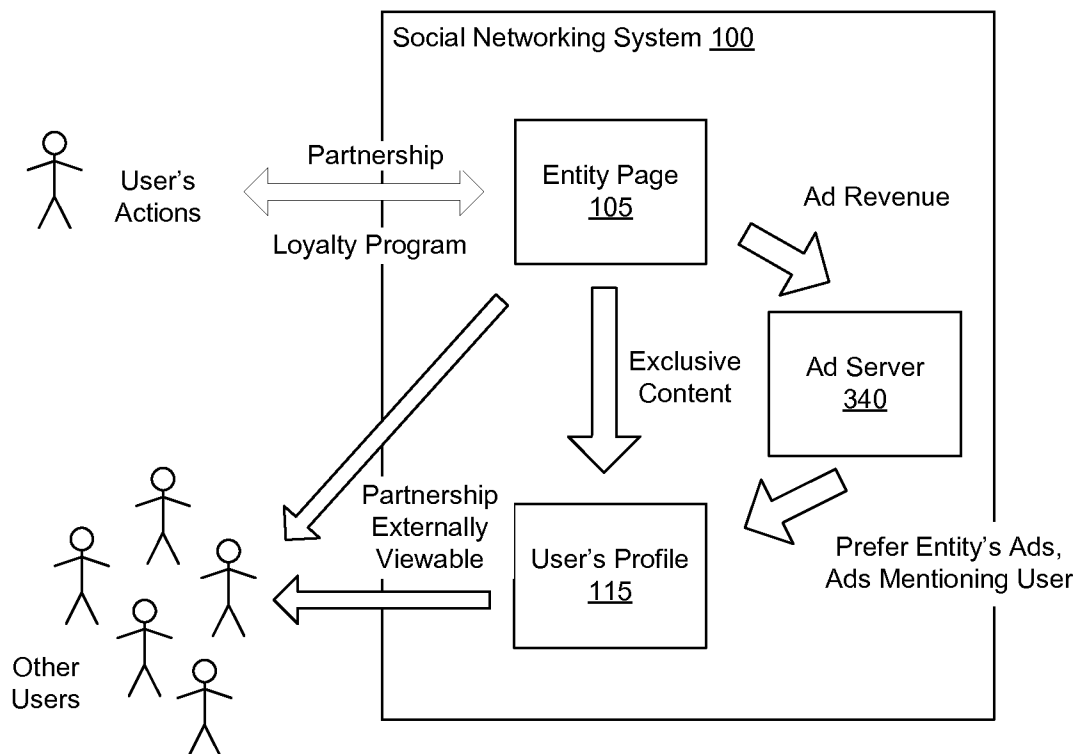 Social Networking System 100
Partnership
User's
Actions
Loyalty Program
Entity Page
105
Ad Revenue
Exclusive
Content
Ad Server
340
Partnership
Externally
Viewable
User's Profile
115
Prefer Entity's Ads,
Ads Mentioning User
Other
Users